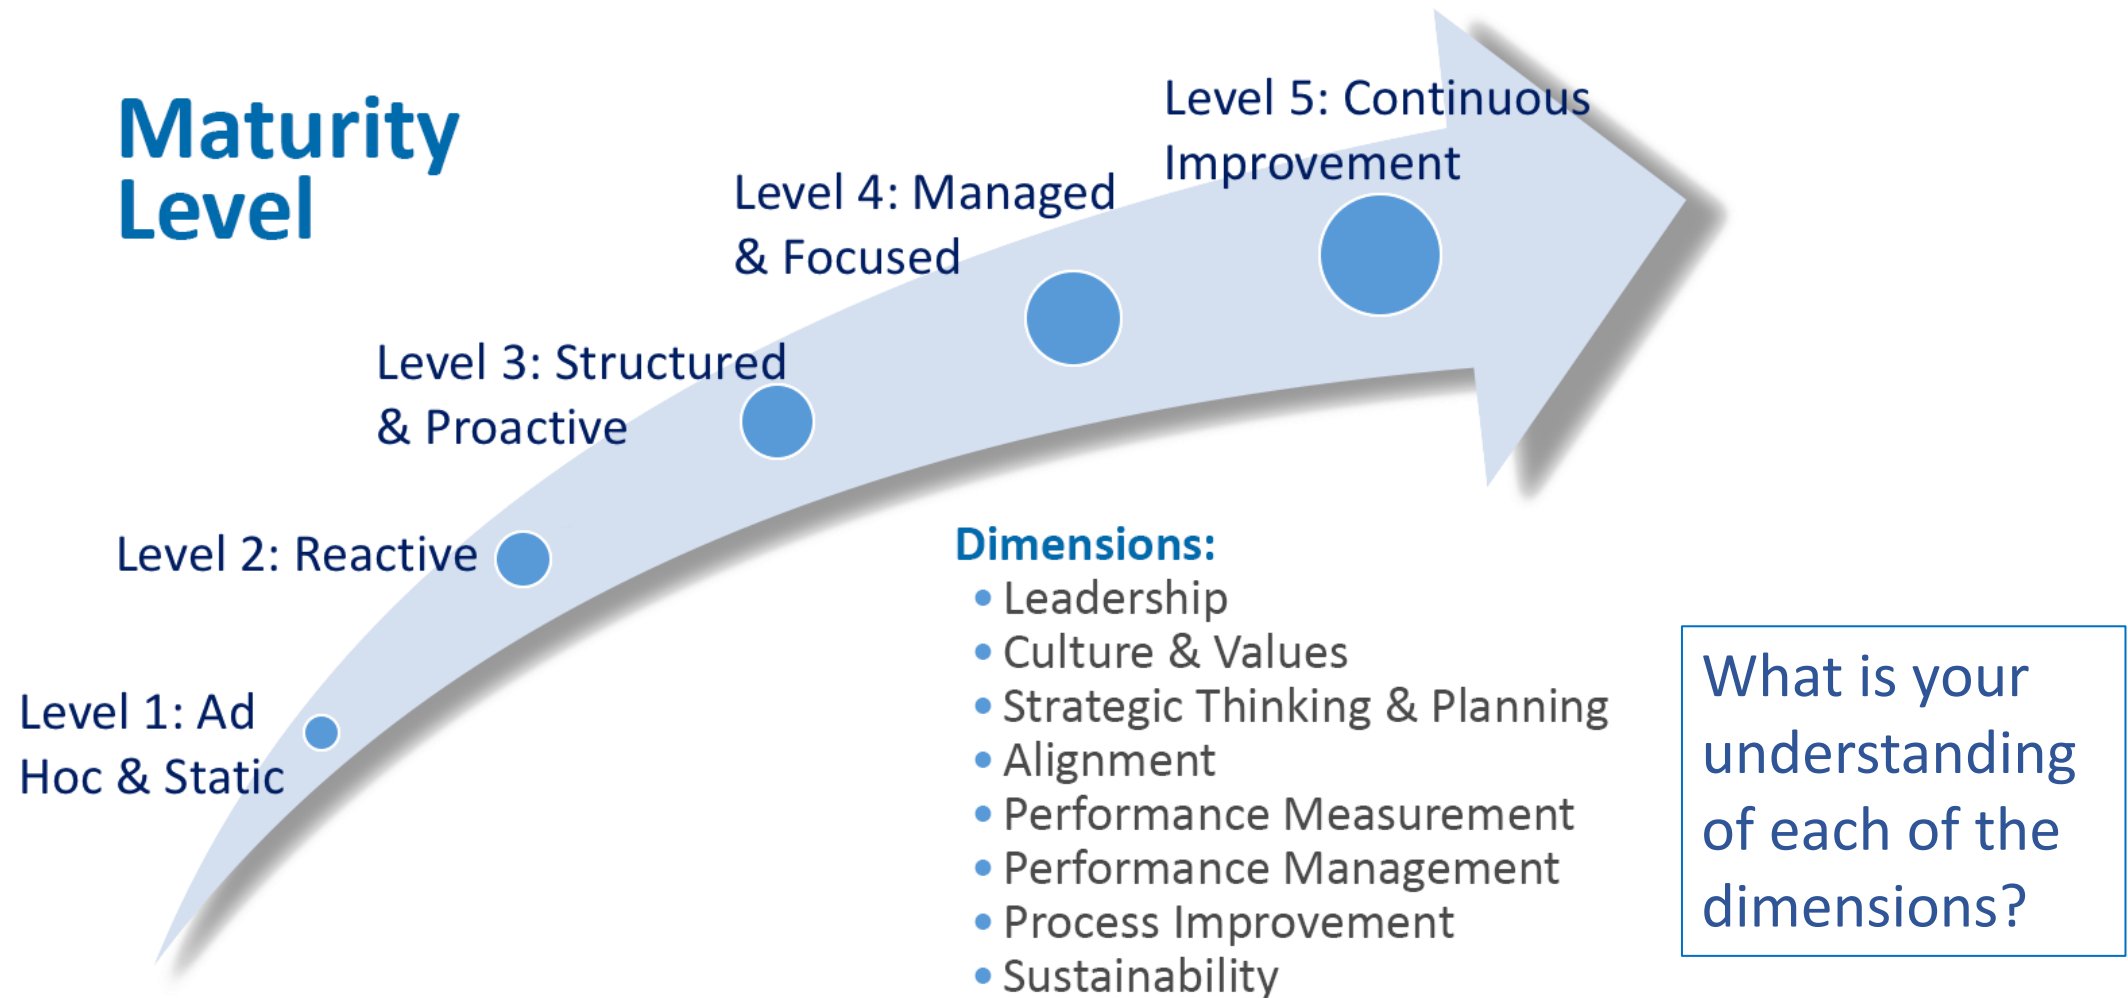 Maturity
Level
Level 5: Continuous
Improvement
Level 4: Managed
& Focused
Level 3: Structured
& Proactive
Level 2: Reactive
Level 1: Ad
Hoc & Static
Dimensions:
• Leadership
• Culture & Values
• Strategic Thinking & Planning
• Alignment
• Performance Measurement
• Performance Management
• Process Improvement
• Sustainability
What is your
understanding
of each of the
dimensions?